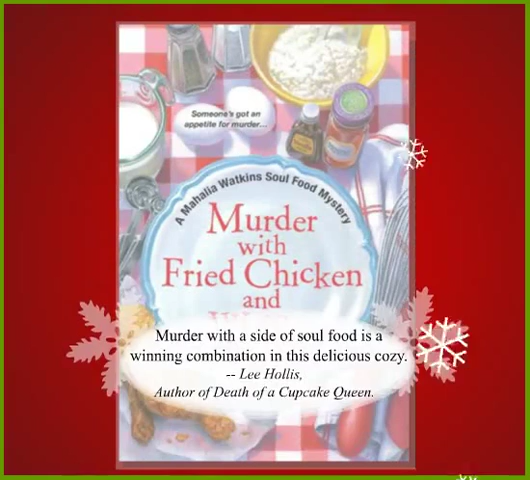 Someone's got an
appetite for murder...
A Mahalia Watkins Soul Food Mystery
Murder
with
Fried Chicken
and
Murder with a side of soul food is a
winning combination in this delicious cozy.
-- Lee Hollis,
Author of Death of a Cupcake Queen.